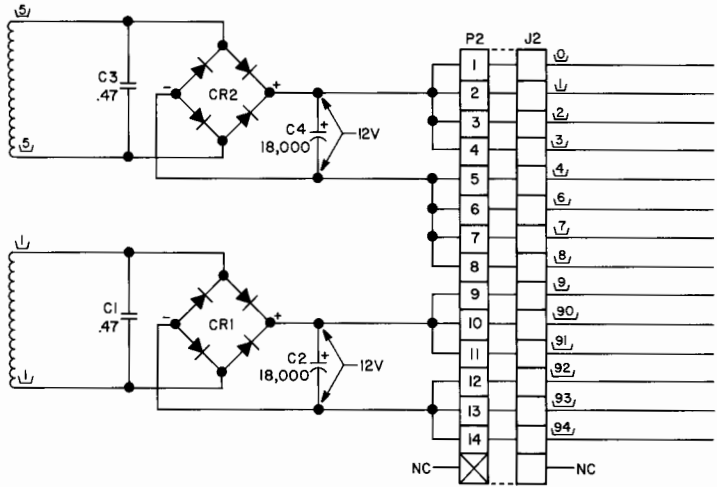 5
P2 J2
1 0
C3
.47
- CR2 +
2 1
3 2
C4 +
18,000
12V
4 3
5
5 4
6 6
7 7
8 8
1
9 9
C1
.47
- CR1 +
10 90
11 91
C2 +
18,000
12V
1
12 92
13 93
14 94
NC NC